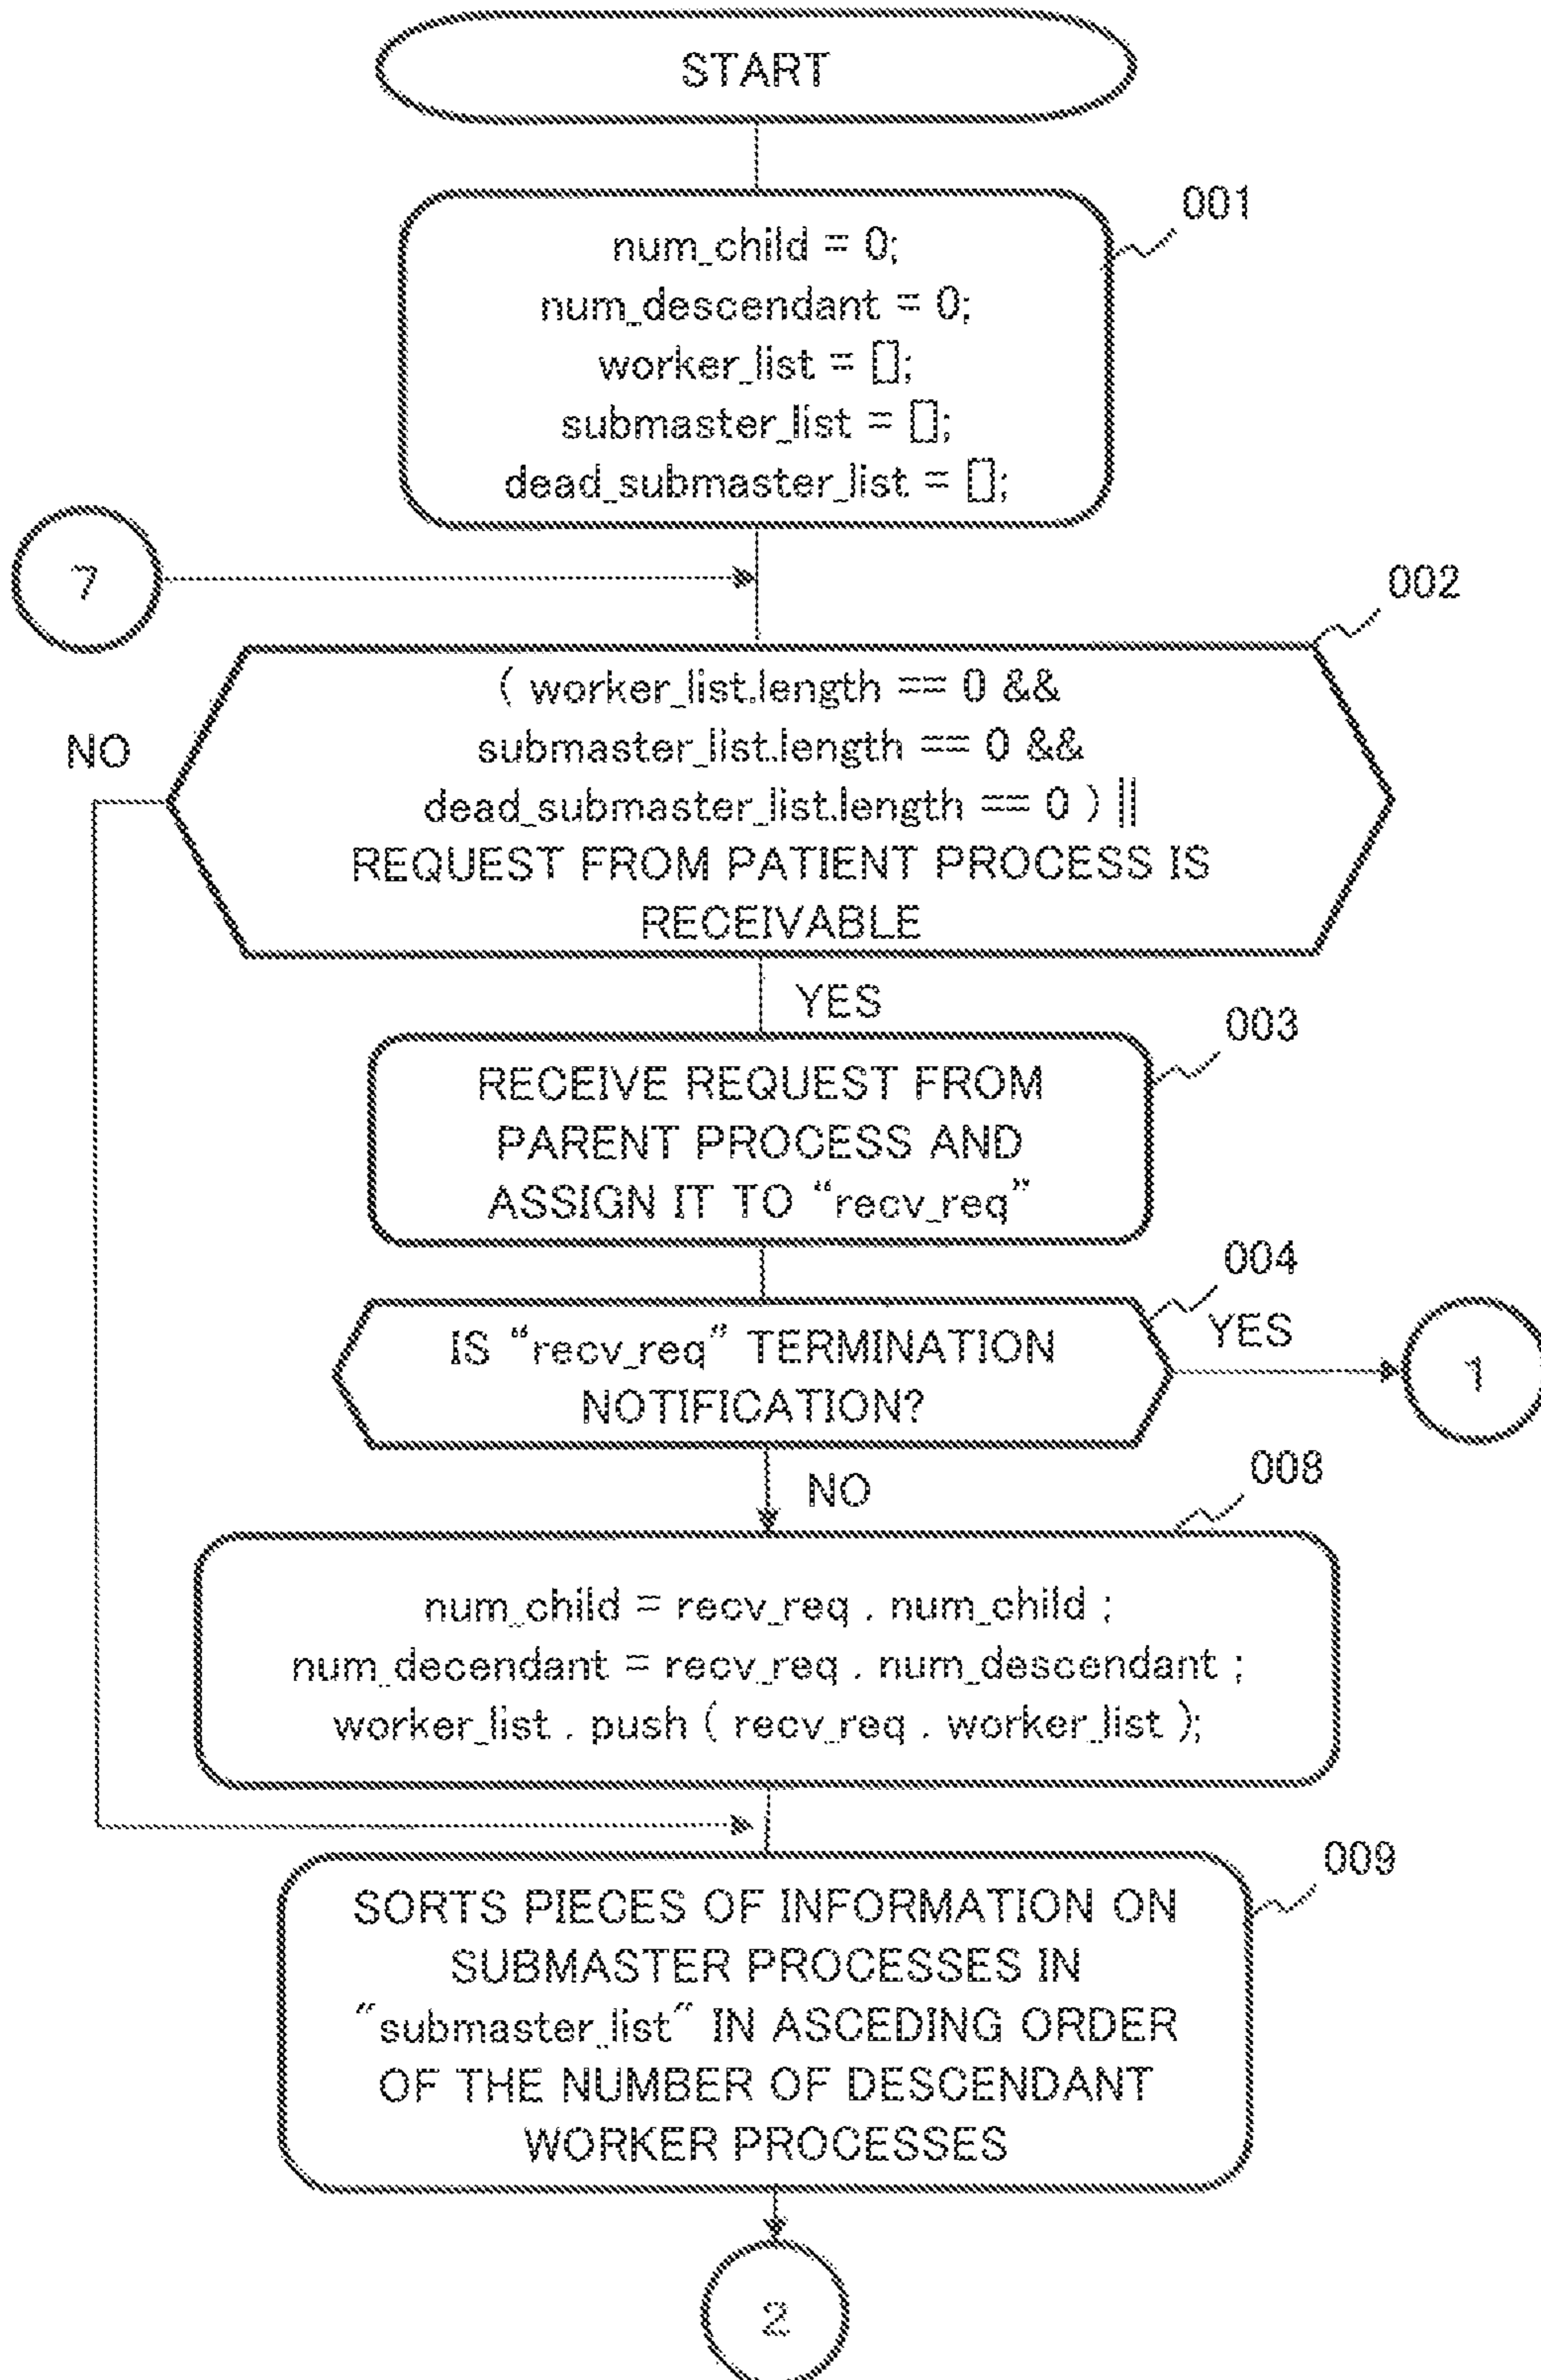 START
001
num_child = 0;
num_descendant = 0;
worker_list = [];
submaster_list = [];
dead_submaster_list = [];
7
002
( worker_list.length == 0 &&
submaster_list.length == 0 &&
dead_submaster_list.length == 0 ) ||
REQUEST FROM PATIENT PROCESS IS
RECEIVABLE
NO
YES
003
RECEIVE REQUEST FROM
PARENT PROCESS AND
ASSIGN IT TO “recv_req”
004
IS “recv_req” TERMINATION
NOTIFICATION?
YES
1
NO
008
num_child = recv_req . num_child ;
num_decendant = recv_req . num_descendant ;
worker_list . push ( recv_req . worker_list );
009
SORTS PIECES OF INFORMATION ON
SUBMASTER PROCESSES IN
“submaster_list“ IN ASCEDING ORDER
OF THE NUMBER OF DESCENDANT
WORKER PROCESSES
2